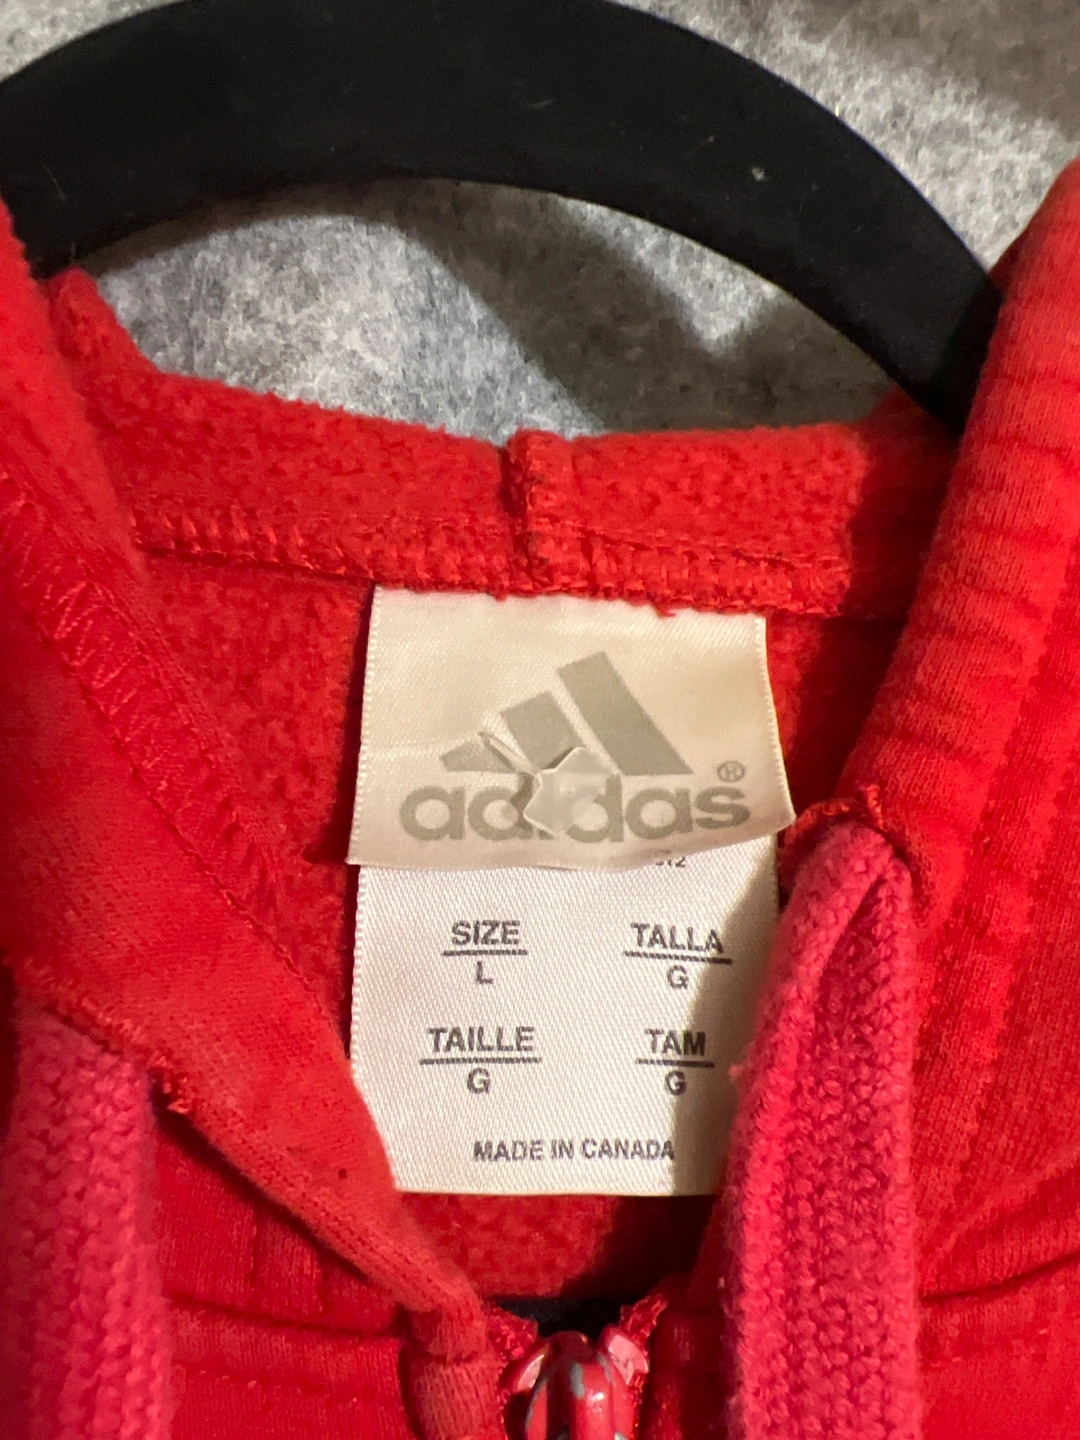 adidas®
SIZE TALLA
L G
TAILLE TAM
G G
MADE IN CANADA